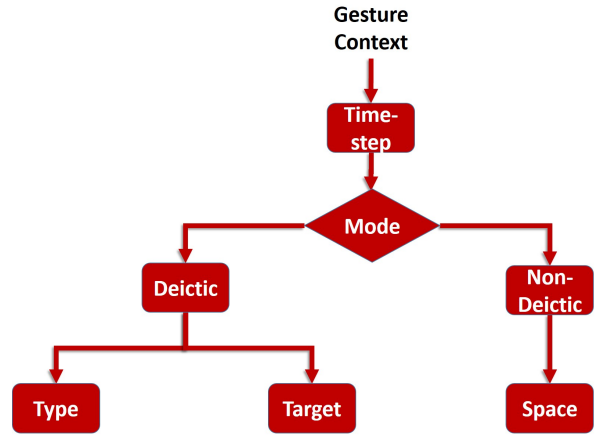 Gesture
Context
Time-
step
Mode
Deictic
Non-
Deictic
Type
Target
Space